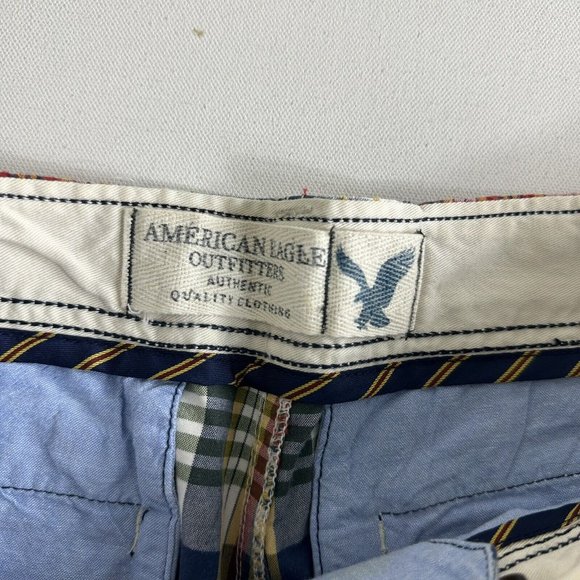 AMERICAN EAGLE
OUTFITTERS
AUTHENTIC
QUALITY CLOTHING